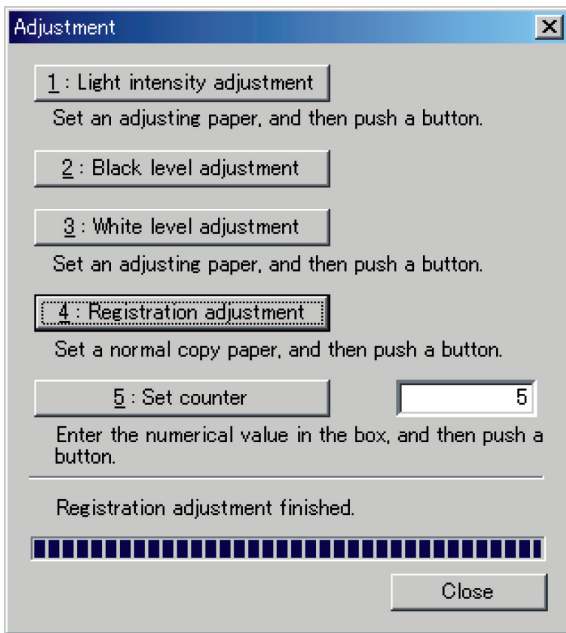 Adjustment
1 : Light intensity adjustment
Set an adjusting paper, and then push a button.
2 : Black level adjustment
3 : White level adjustment
Set an adjusting paper, and then push a button.
4 : Registration adjustment
Set a normal copy paper, and then push a button.
5 : Set counter 5
Enter the numerical value in the box, and then push a
button.
Registration adjustment finished.
Close